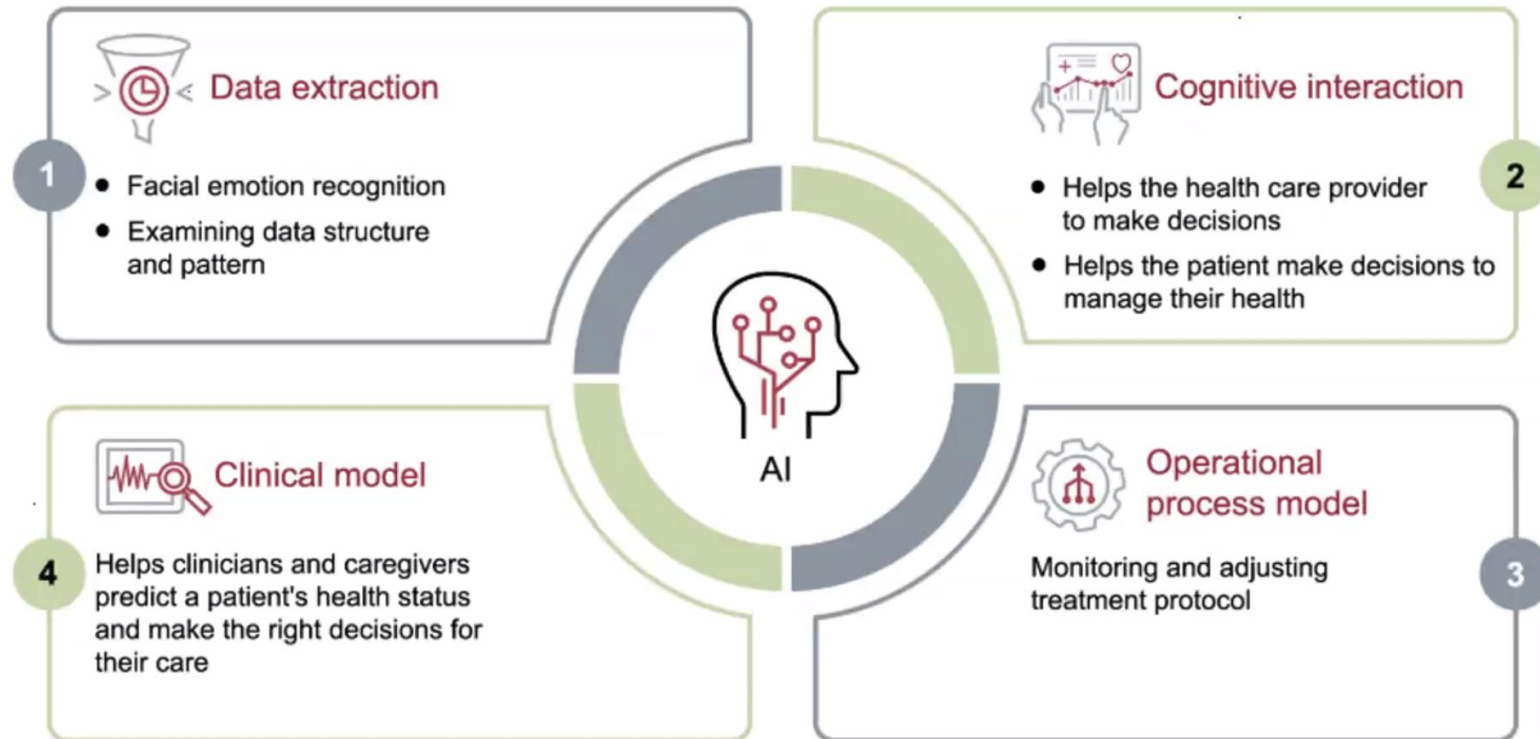 1
Data extraction
● Facial emotion recognition
● Examining data structure
and pattern
2
Cognitive interaction
● Helps the health care provider
to make decisions
● Helps the patient make decisions to
manage their health
AI
3
Operational
process model
Monitoring and adjusting
treatment protocol
4
Clinical model
Helps clinicians and caregivers
predict a patient's health status
and make the right decisions for
their care